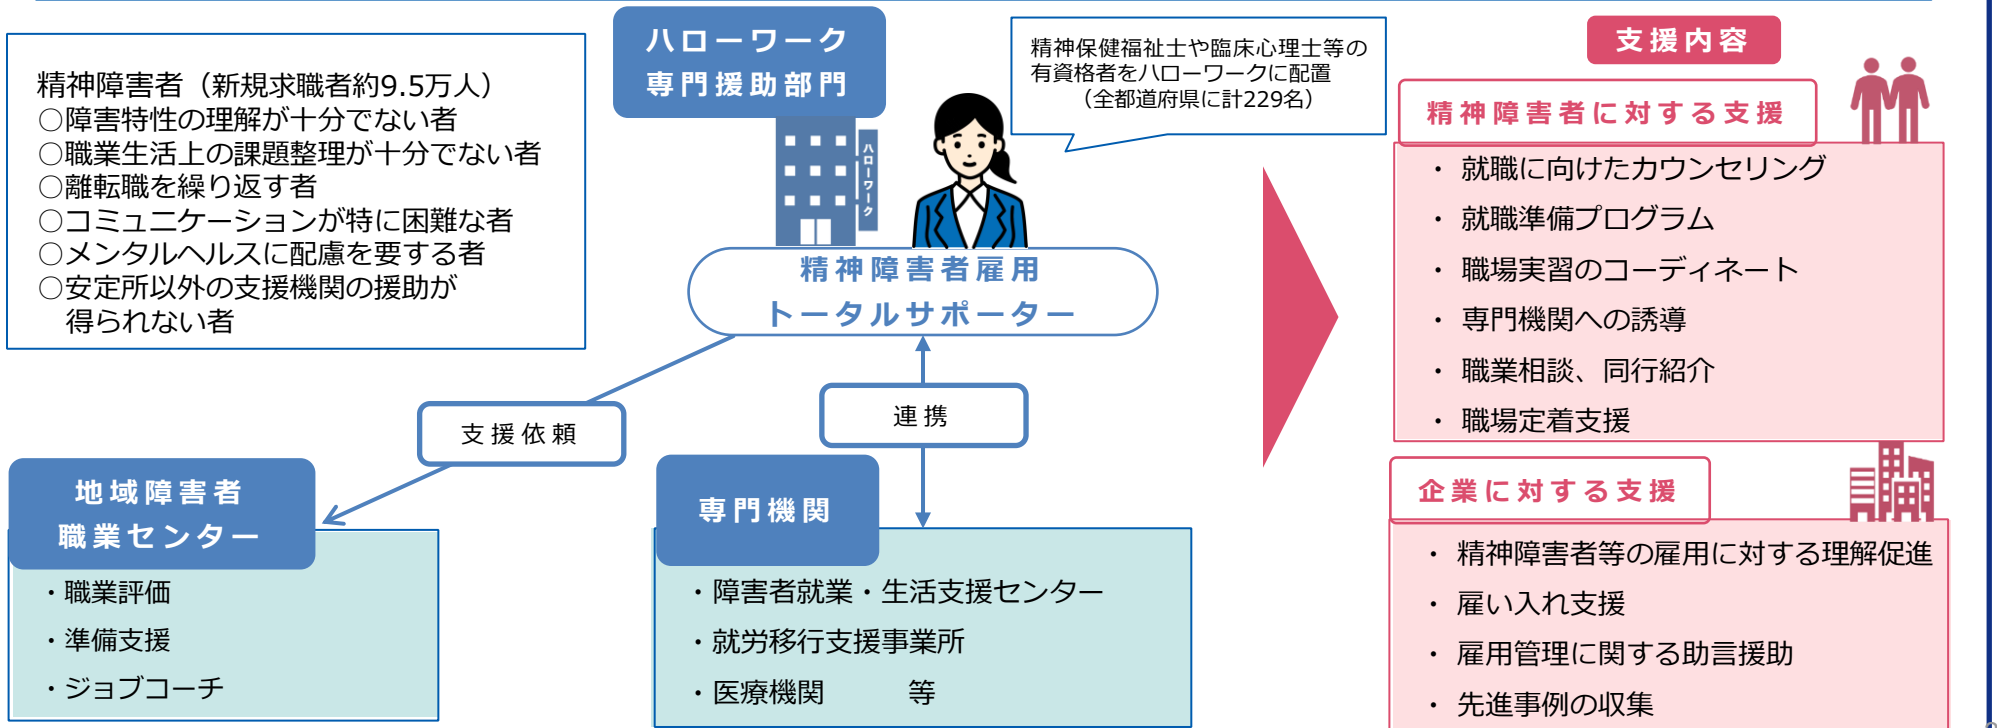 精神障害者（新規求職者約9.5万人）
○障害特性の理解が十分でない者
○職業生活上の課題整理が十分でない者
○離転職を繰り返す者
○コミュニケーションが特に困難な者
○メンタルヘルスに配慮を要する者
○安定所以外の支援機関の援助が
得られない者
ハローワーク
専門援助部門
精神保健福祉士や臨床心理士等の
有資格者をハローワークに配置
（全都道府県に計229名）
ハローワーク
精神障害者雇用
トータルサポーター
支援依頼
連携
地域障害者
職業センター
・職業評価
・準備支援
・ジョブコーチ
専門機関
・障害者就業・生活支援センター
・就労移行支援事業所
・医療機関　　　等
支援内容
精神障害者に対する支援
・ 就職に向けたカウンセリング
・ 就職準備プログラム
・ 職場実習のコーディネート
・ 専門機関への誘導
・ 職業相談、同行紹介
・ 職場定着支援
企業に対する支援
・ 精神障害者等の雇用に対する理解促進
・ 雇い入れ支援
・ 雇用管理に関する助言援助
・ 先進事例の収集